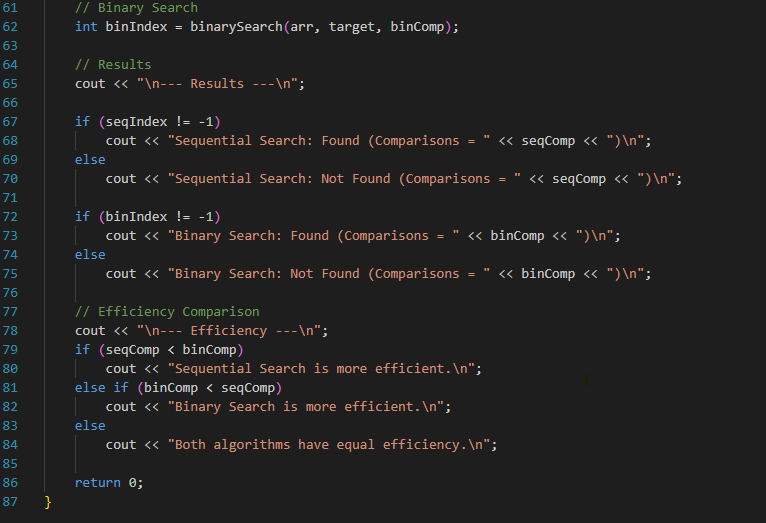 61 // Binary Search
62 int binIndex = binarySearch(arr, target, binComp);
63
64 // Results
65 cout << "\n--- Results ---\n";
66
67 if (seqIndex != -1)
68 cout << "Sequential Search: Found (Comparisons = " << seqComp << ")\n";
69 else
70 cout << "Sequential Search: Not Found (Comparisons = " << seqComp << ")\n";
71
72 if (binIndex != -1)
73 cout << "Binary Search: Found (Comparisons = " << binComp << ")\n";
74 else
75 cout << "Binary Search: Not Found (Comparisons = " << binComp << ")\n";
76
77 // Efficiency Comparison
78 cout << "\n--- Efficiency ---\n";
79 if (seqComp < binComp)
80 cout << "Sequential Search is more efficient.\n";
81 else if (binComp < seqComp)
82 cout << "Binary Search is more efficient.\n";
83 else
84 cout << "Both algorithms have equal efficiency.\n";
85
86 return 0;
87 }